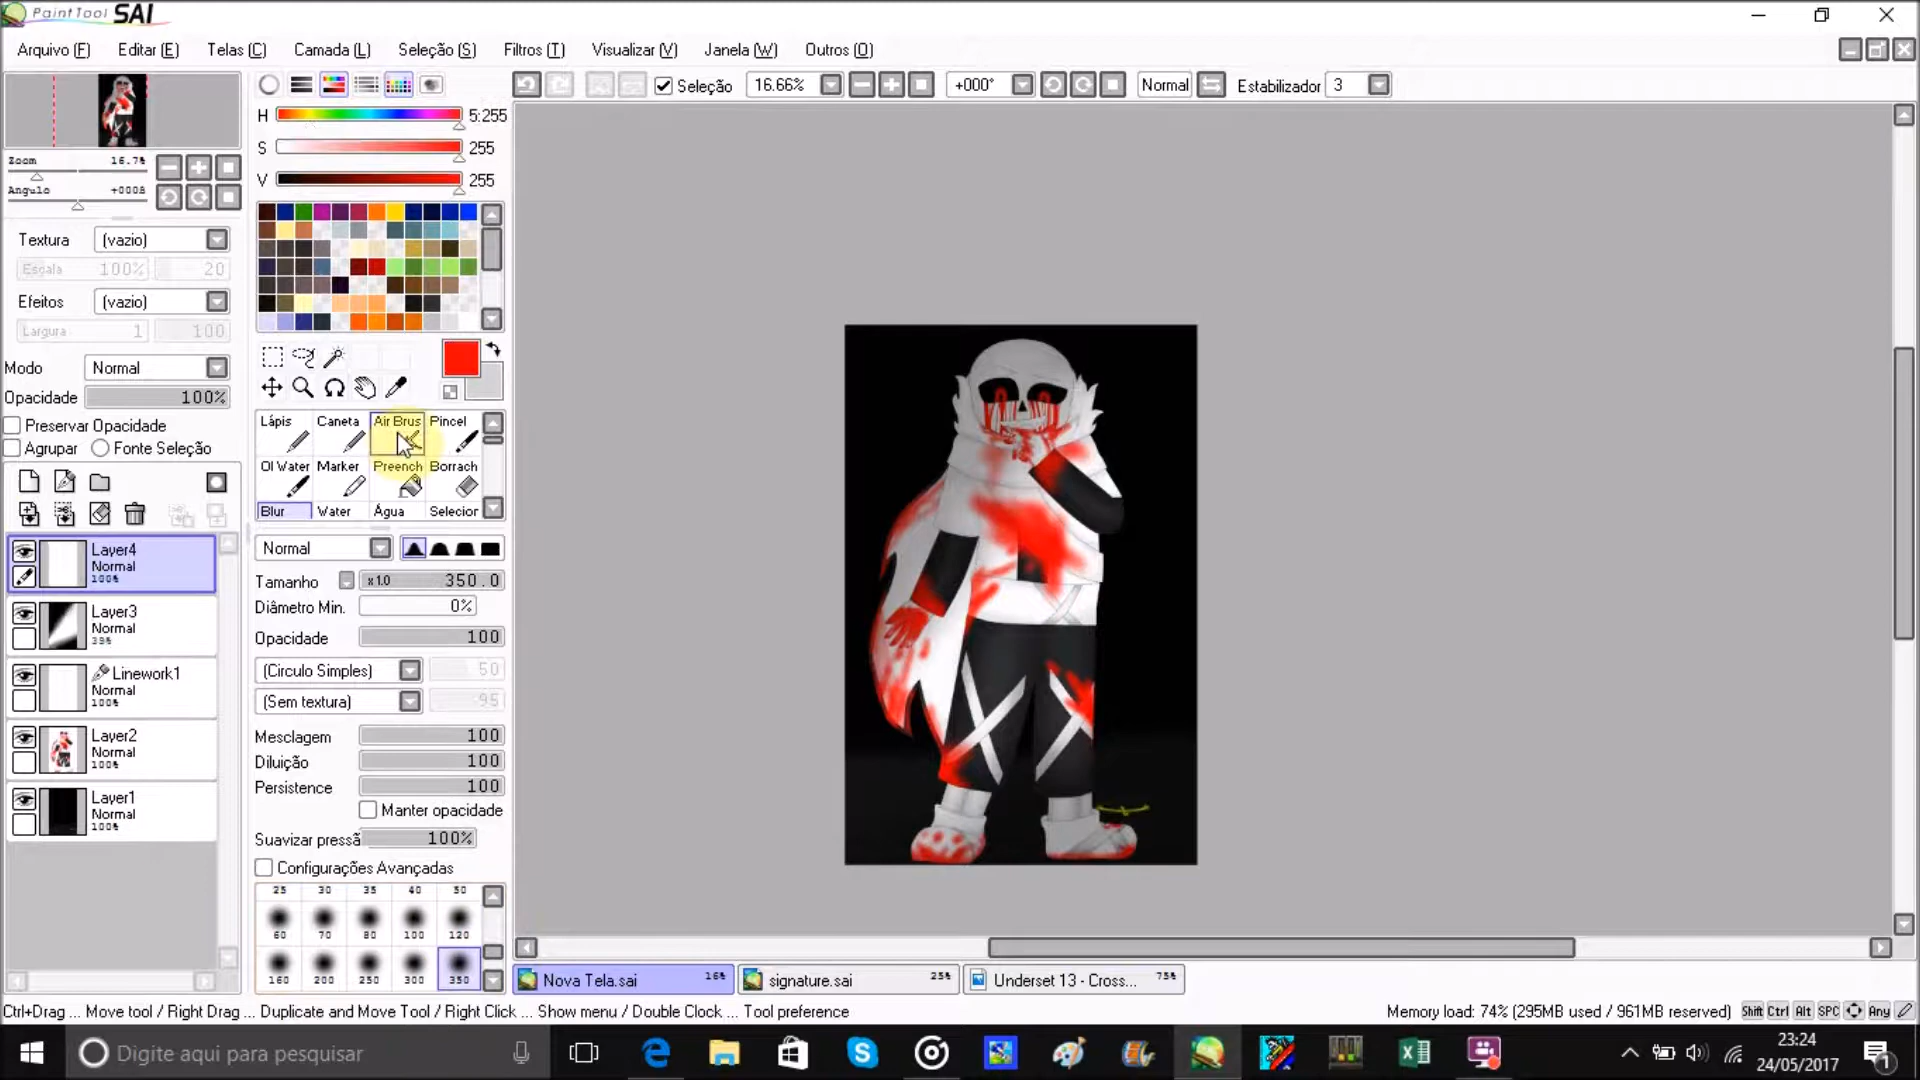 PaintTool SAI
Arquivo (F) Editar (E) Telas (C) Camada (L) Seleção (S) Filtros (T) Visualizar (V) Janela (W) Outros (O)
Seleção 16.66% +000° Normal Estabilizador 3
H 5:255
S 255
V 255
Zoom 16.7%
Angulo +000
Textura (vazio)
Escala 100% 20
Efeitos (vazio)
Largura 1 100
Modo Normal
Opacidade 100%
Preservar Opacidade
Agrupar Fonte Seleção
Lápis Caneta Air Brus Pincel
Ol Water Marker Preench Borrach
Blur Water Água Selecior
Layer4
Normal
100%
Layer3
Normal
39%
Linework1
Normal
100%
Layer2
Normal
100%
Layer1
Normal
100%
Normal
Tamanho x1.0 350.0
Diâmetro Min. 0%
Opacidade 100
(Circulo Simples) 50
(Sem textura) 95
Mesclagem 100
Diluição 100
Persistence 100
Manter opacidade
Suavizar pressã 100%
Configurações Avançadas
25 30 35 40 50
60 70 80 100 120
160 200 250 300 350
Nova Tela.sai 16% signature.sai 25% Underset 13 - Cross... 75%
Ctrl+Drag ... Move tool / Right Drag ... Duplicate and Move Tool / Right Click ... Show menu / Double Clock ... Tool preference
Memory load: 74% (295MB used / 961MB reserved) Shift Ctrl Alt SPC Any
Digite aqui para pesquisar
23:24
24/05/2017
1